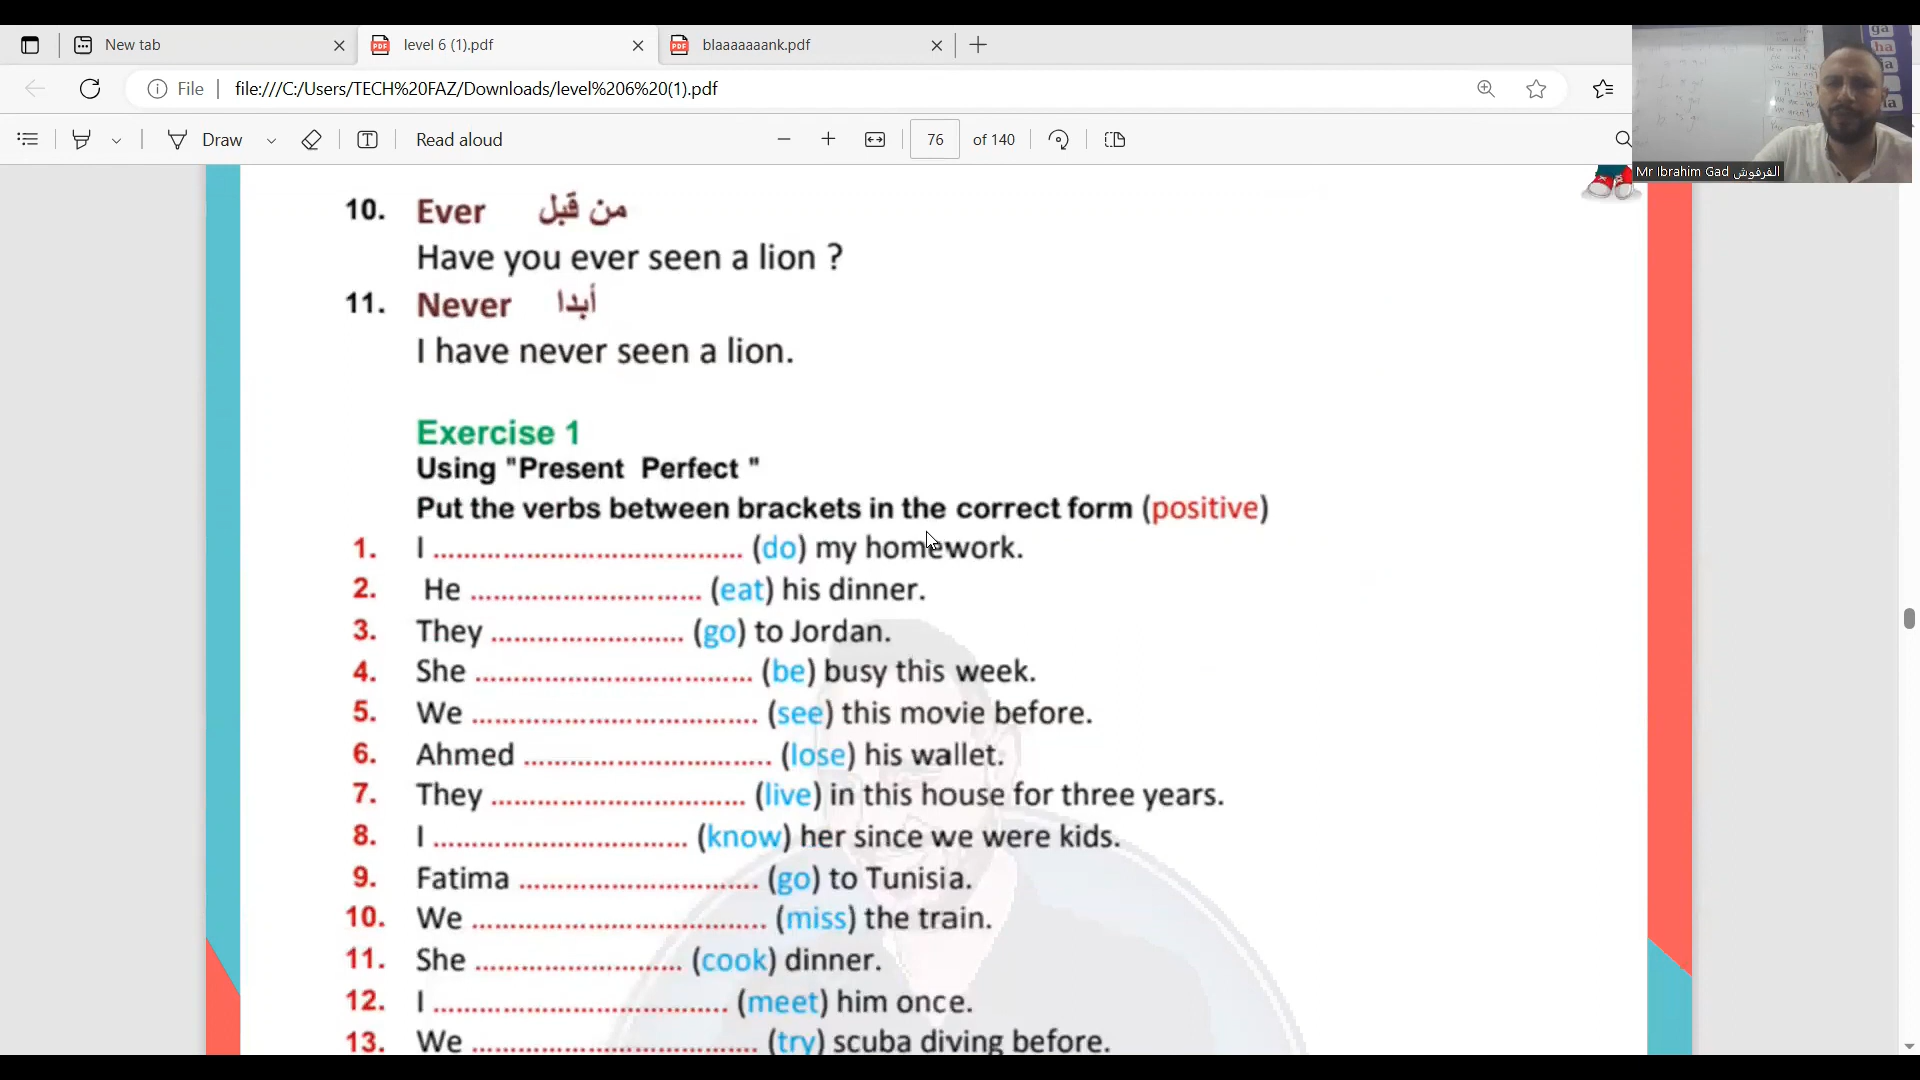 New tab
level 6 (1).pdf
blaaaaaaank.pdf
File
file:///C:/Users/TECH%20FAZ/Downloads/level%206%20(1).pdf
Draw
Read aloud
76
of 140
Mr Ibrahim Gad الفرفوش
10. Ever من قَبل
Have you ever seen a lion ?
11. Never أبدا
I have never seen a lion.
Exercise 1
Using "Present Perfect "
Put the verbs between brackets in the correct form (positive)
1. I ........................................ (do) my homework.
2. He .............................. (eat) his dinner.
3. They ......................... (go) to Jordan.
4. She .................................... (be) busy this week.
5. We ..................................... (see) this movie before.
6. Ahmed ................................ (lose) his wallet.
7. They ................................. (live) in this house for three years.
8. I ................................. (know) her since we were kids.
9. Fatima ............................... (go) to Tunisia.
10. We ...................................... (miss) the train.
11. She ........................... (cook) dinner.
12. I ...................................... (meet) him once.
13. We ..................................... (try) scuba diving before.